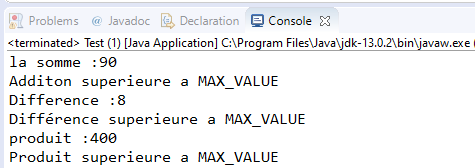 Problems @ Javadoc Declaration Console
<terminated> Test (1) [Java Application] C:\Program Files\Java\jdk-13.0.2\bin\javaw.exe (
la somme :90
Additon superieure a MAX_VALUE
Difference :8
Différence superieure a MAX_VALUE
produit :400
Produit superieure a MAX_VALUE